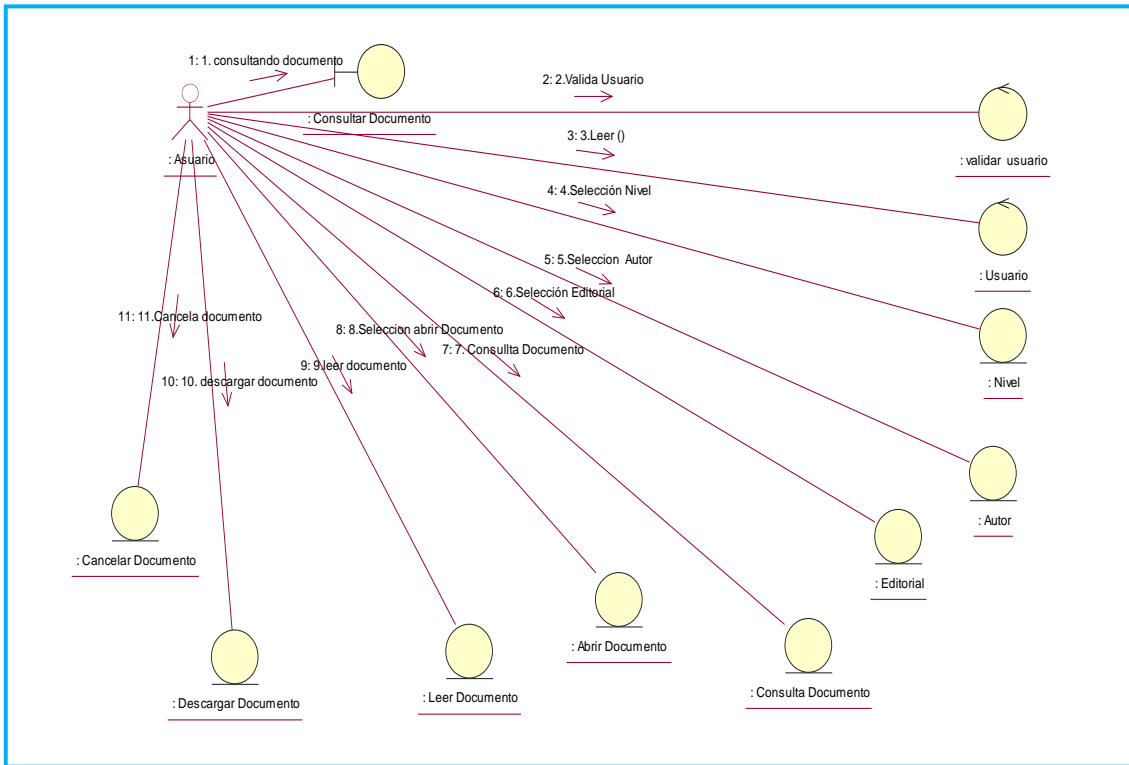 1: 1. consultando documento
: Consultar Documento
: Asuario
2: 2.Valida Usuario
: validar usuario
3: 3.Leer ()
: Usuario
4: 4.Selección Nivel
: Nivel
5: 5.Seleccion Autor
: Autor
6: 6.Selección Editorial
: Editorial
7: 7. Consullta Documento
: Consulta Documento
8: 8.Seleccion abrir Documento
: Abrir Documento
9: 9.leer documento
: Leer Documento
10: 10. descargar documento
: Descargar Documento
11: 11.Cancela documento
: Cancelar Documento